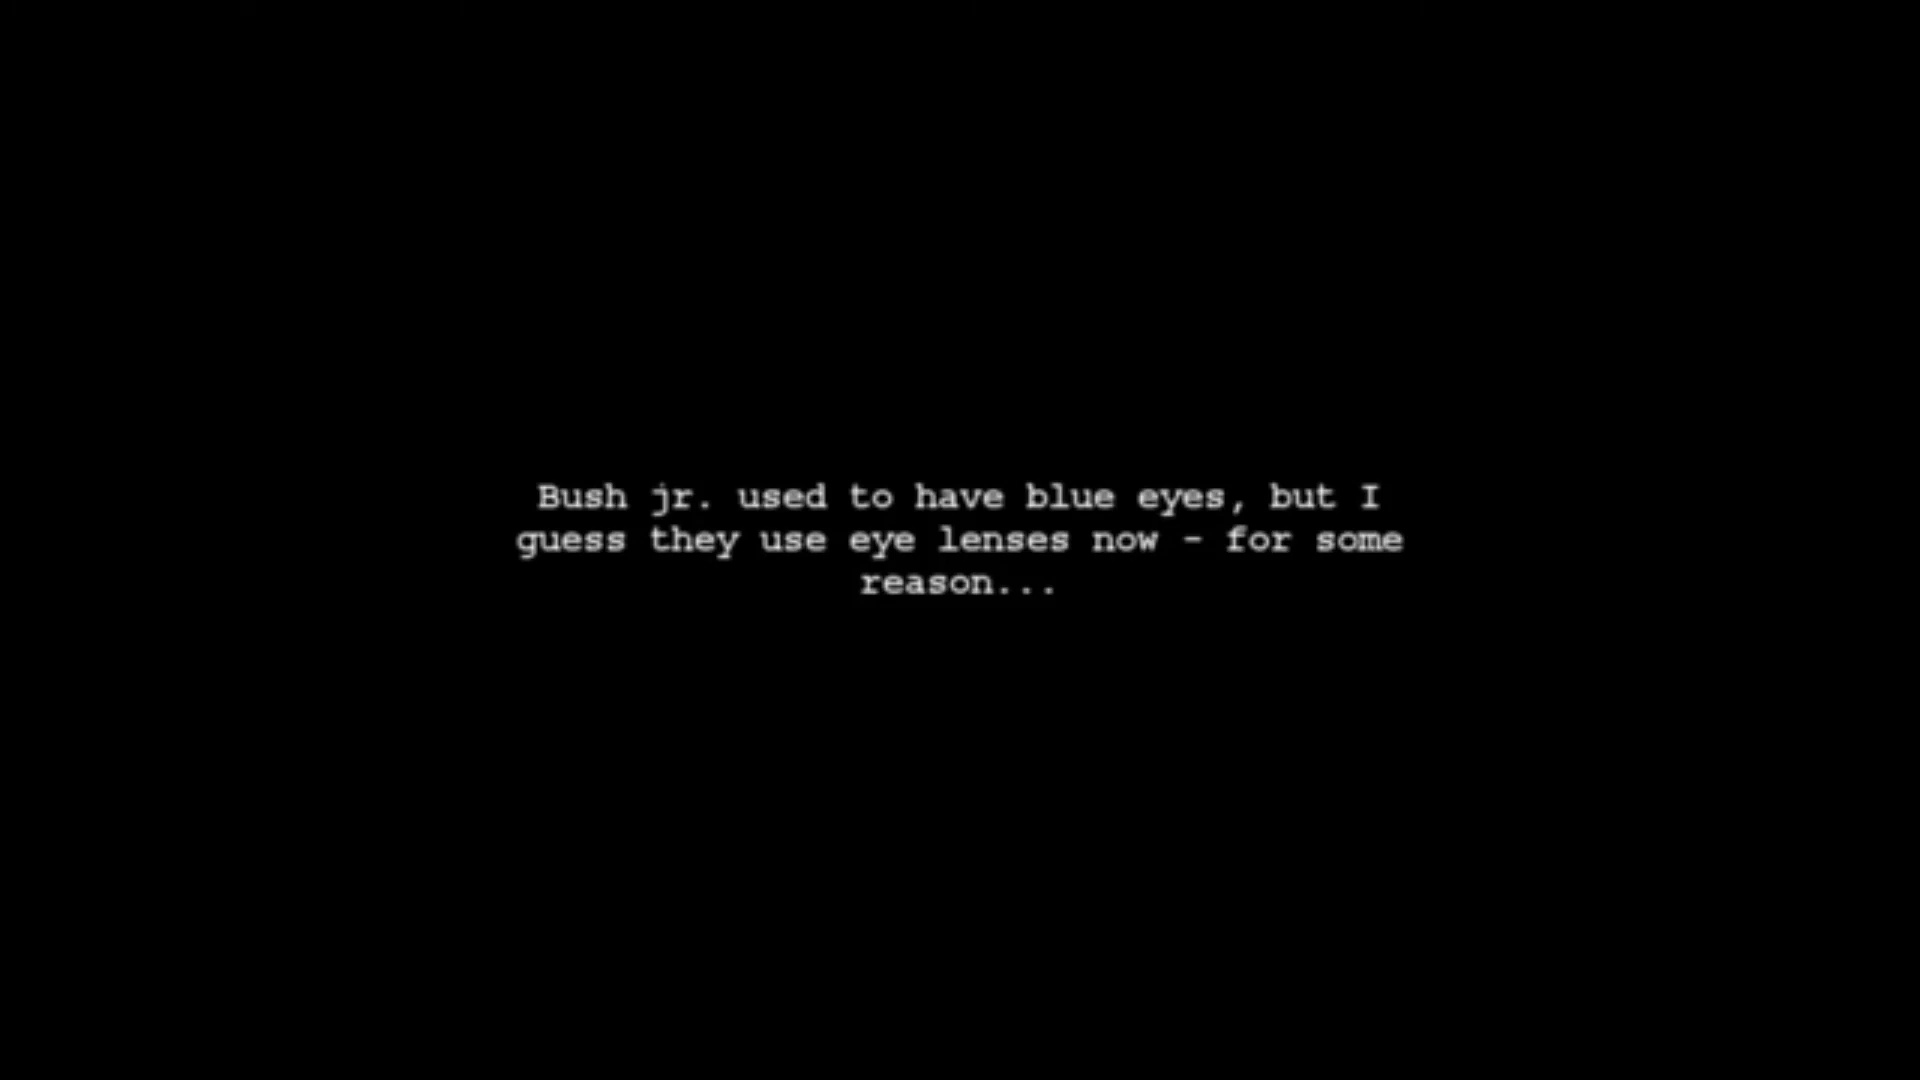 Bush jr. used to have blue eyes, but I
guess they use eye lenses now - for some
reason...